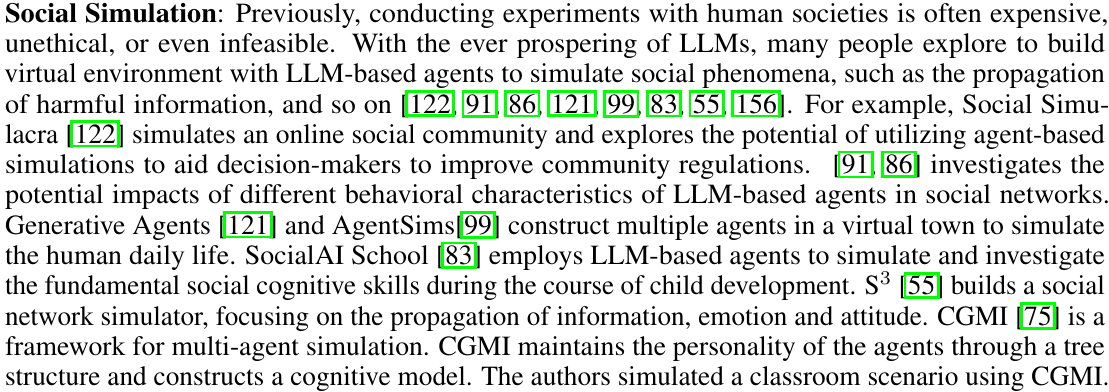 Social Simulation: Previously, conducting experiments with human societies is often expensive,
unethical, or even infeasible. With the ever prospering of LLMs, many people explore to build
virtual environment with LLM-based agents to simulate social phenomena, such as the propagation
of harmful information, and so on [122, 91, 86, 121, 99, 83, 55, 156]. For example, Social Simu-
lacra [122] simulates an online social community and explores the potential of utilizing agent-based
simulations to aid decision-makers to improve community regulations. [91, 86] investigates the
potential impacts of different behavioral characteristics of LLM-based agents in social networks.
Generative Agents [121] and AgentSims[99] construct multiple agents in a virtual town to simulate
the human daily life. SocialAI School [83] employs LLM-based agents to simulate and investigate
the fundamental social cognitive skills during the course of child development. S³ [55] builds a social
network simulator, focusing on the propagation of information, emotion and attitude. CGMI [75] is a
framework for multi-agent simulation. CGMI maintains the personality of the agents through a tree
structure and constructs a cognitive model. The authors simulated a classroom scenario using CGMI.